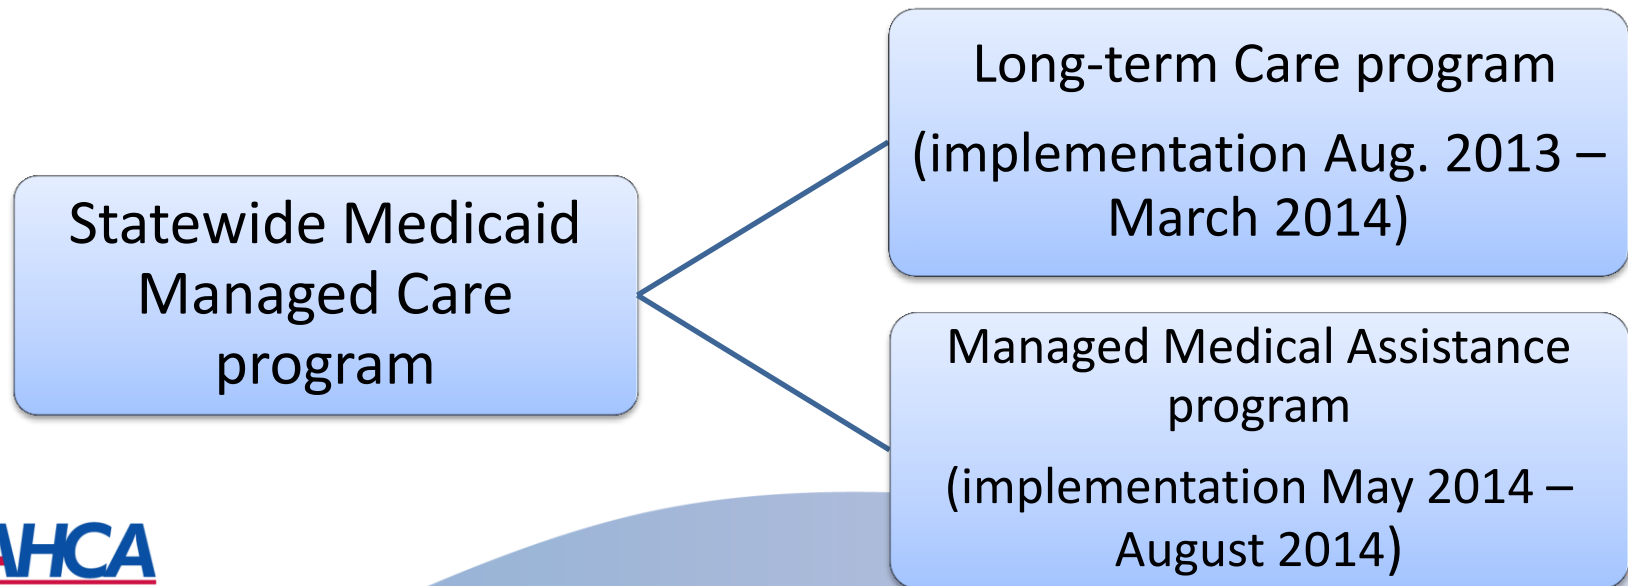 Statewide Medicaid
Managed Care
program
Long-term Care program
(implementation Aug. 2013 –
March 2014)
Managed Medical Assistance
program
(implementation May 2014 –
August 2014)
AHCA